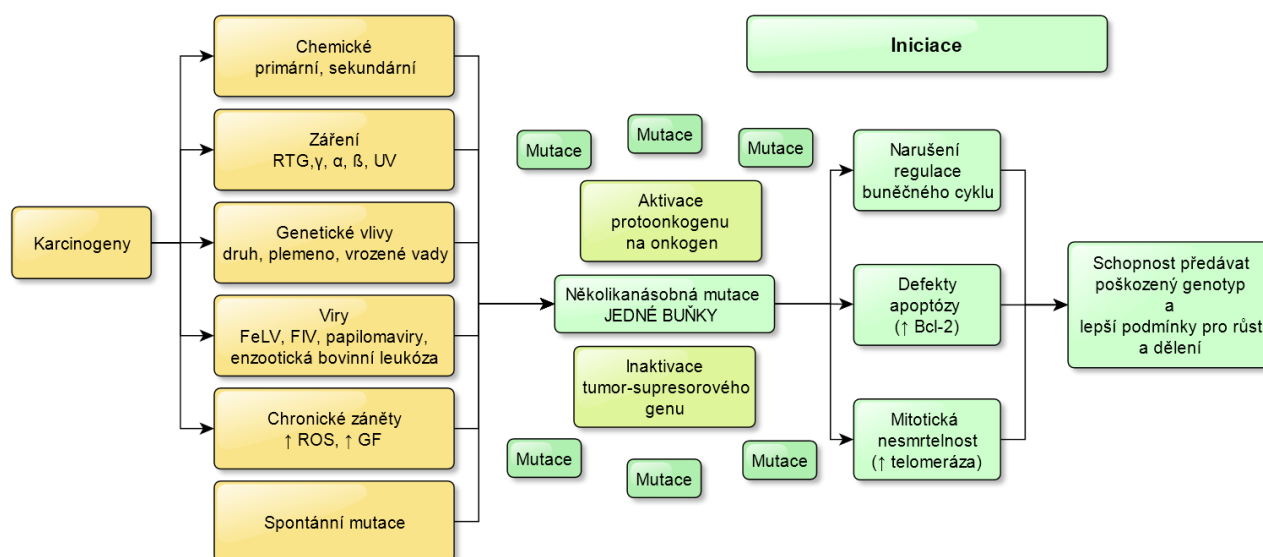 Iniciace
Karcinogeny
Chemické
primární, sekundární
Záření
RTG,γ, α, ß, UV
Genetické vlivy
druh, plemeno, vrozené vady
Viry
FeLV, FIV, papilomaviry,
enzootická bovinní leukóza
Chronické záněty
↑ ROS, ↑ GF
Spontánní mutace
Mutace
Mutace
Mutace
Aktivace
protoonkogenu
na onkogen
Několikanásobná mutace
JEDNÉ BUŇKY
Inaktivace
tumor-supresorového
genu
Mutace
Mutace
Mutace
Narušení
regulace
buněčného cyklu
Defekty
apoptózy
(↑ Bcl-2)
Mitotická
nesmrtelnost
(↑ telomeráza)
Schopnost předávat
poškozený genotyp
a
lepší podmínky pro růst
a dělení